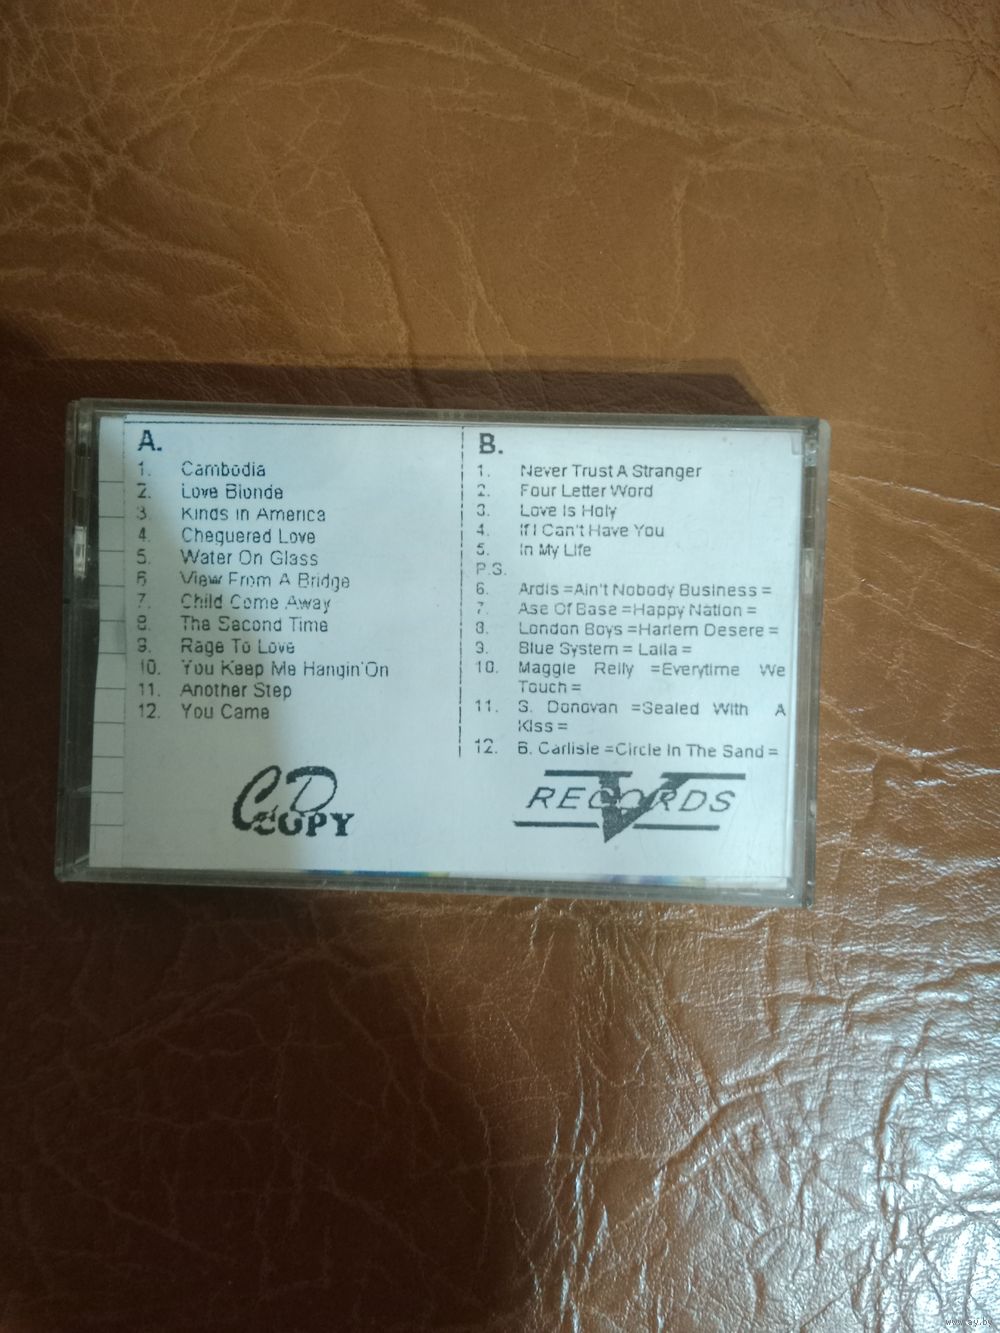 A.
1. Cambodia
2. Love Blonde
3. Kinds in America
4. Chequered Love
5. Water On Glass
6. View From A Bridge
7. Child Come Away
8. The Second Time
9. Rage To Love
10. You Keep Me Hangin'On
11. Another Step
12. You Came
CD COPY
B.
1. Never Trust A Stranger
2. Four Letter Word
3. Love Is Holy
4. If I Can't Have You
5. In My Life
P.S.
6. Ardis =Ain't Nobody Business =
7. Ase Of Base =Happy Nation =
8. London Boys =Harlem Desere =
9. Blue System = Laila =
10. Maggie Reily =Everytime We
Touch =
11. S. Donovan =Sealed With A
Kiss =
12. B. Carlisle =Circle In The Sand =
V RECORDS
www.ay.by